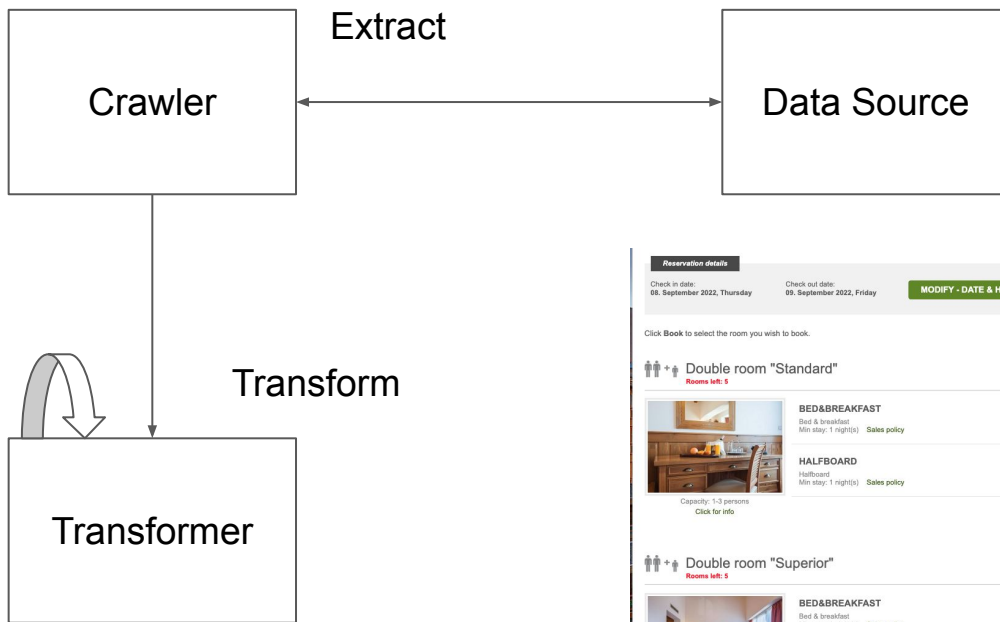 Extract
Crawler
Data Source
Transform
Transformer
Reservation details
Check in date:
08. September 2022, Thursday
Check out date:
09. September 2022, Friday
MODIFY - DATE & H
Click Book to select the room you wish to book.
+ Double room "Standard"
Rooms left: 5
BED&BREAKFAST
Bed & breakfast
Min stay: 1 night(s) Sales policy
HALFBOARD
Halfboard
Min stay: 1 night(s) Sales policy
Capacity: 1-3 persons
Click for info
+ Double room "Superior"
Rooms left: 5
BED&BREAKFAST
Bed & breakfast